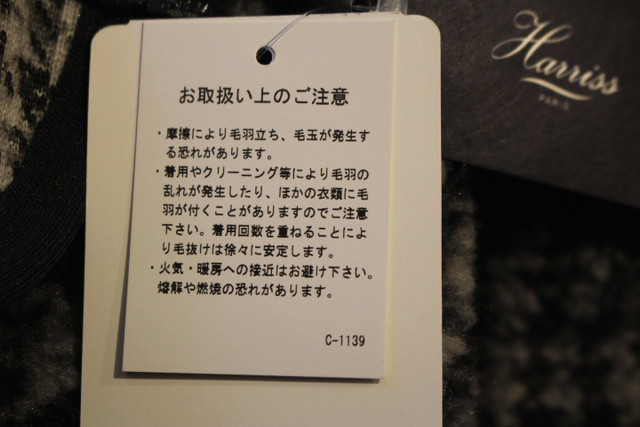 お取扱い上のご注意
・摩擦により毛羽立ち、毛玉が発生す
る恐れがあります。
・着用やクリーニング等により毛羽の
乱れが発生したり、ほかの衣類に毛
羽が付くことがありますのでご注意
下さい。着用回数を重ねることによ
り毛抜けは徐々に安定します。
・火気・暖房への接近はお避け下さい。
熔解や燃焼の恐れがあります。
C-1139
Harriss
PARIS